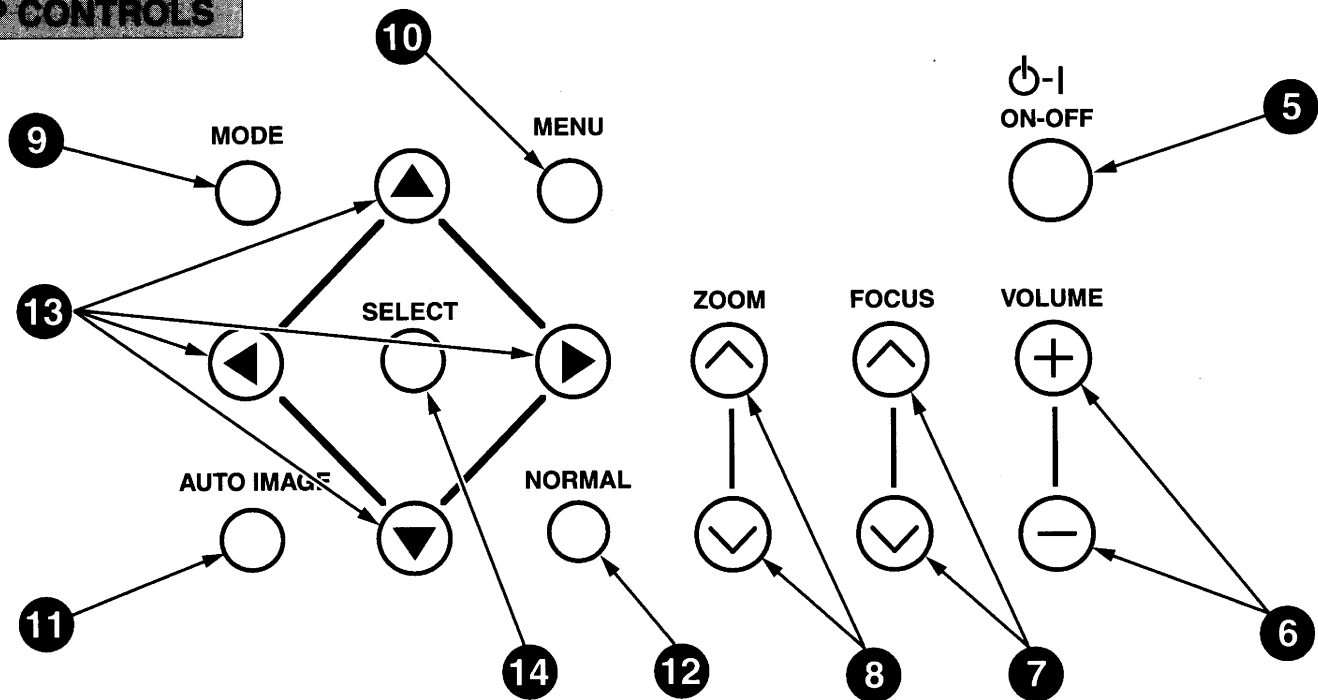 CONTROLS
10
5
9
MODE
MENU
ON-OFF
13
SELECT
ZOOM
FOCUS
VOLUME
AUTO IMAGE
NORMAL
11
14
12
8
7
6